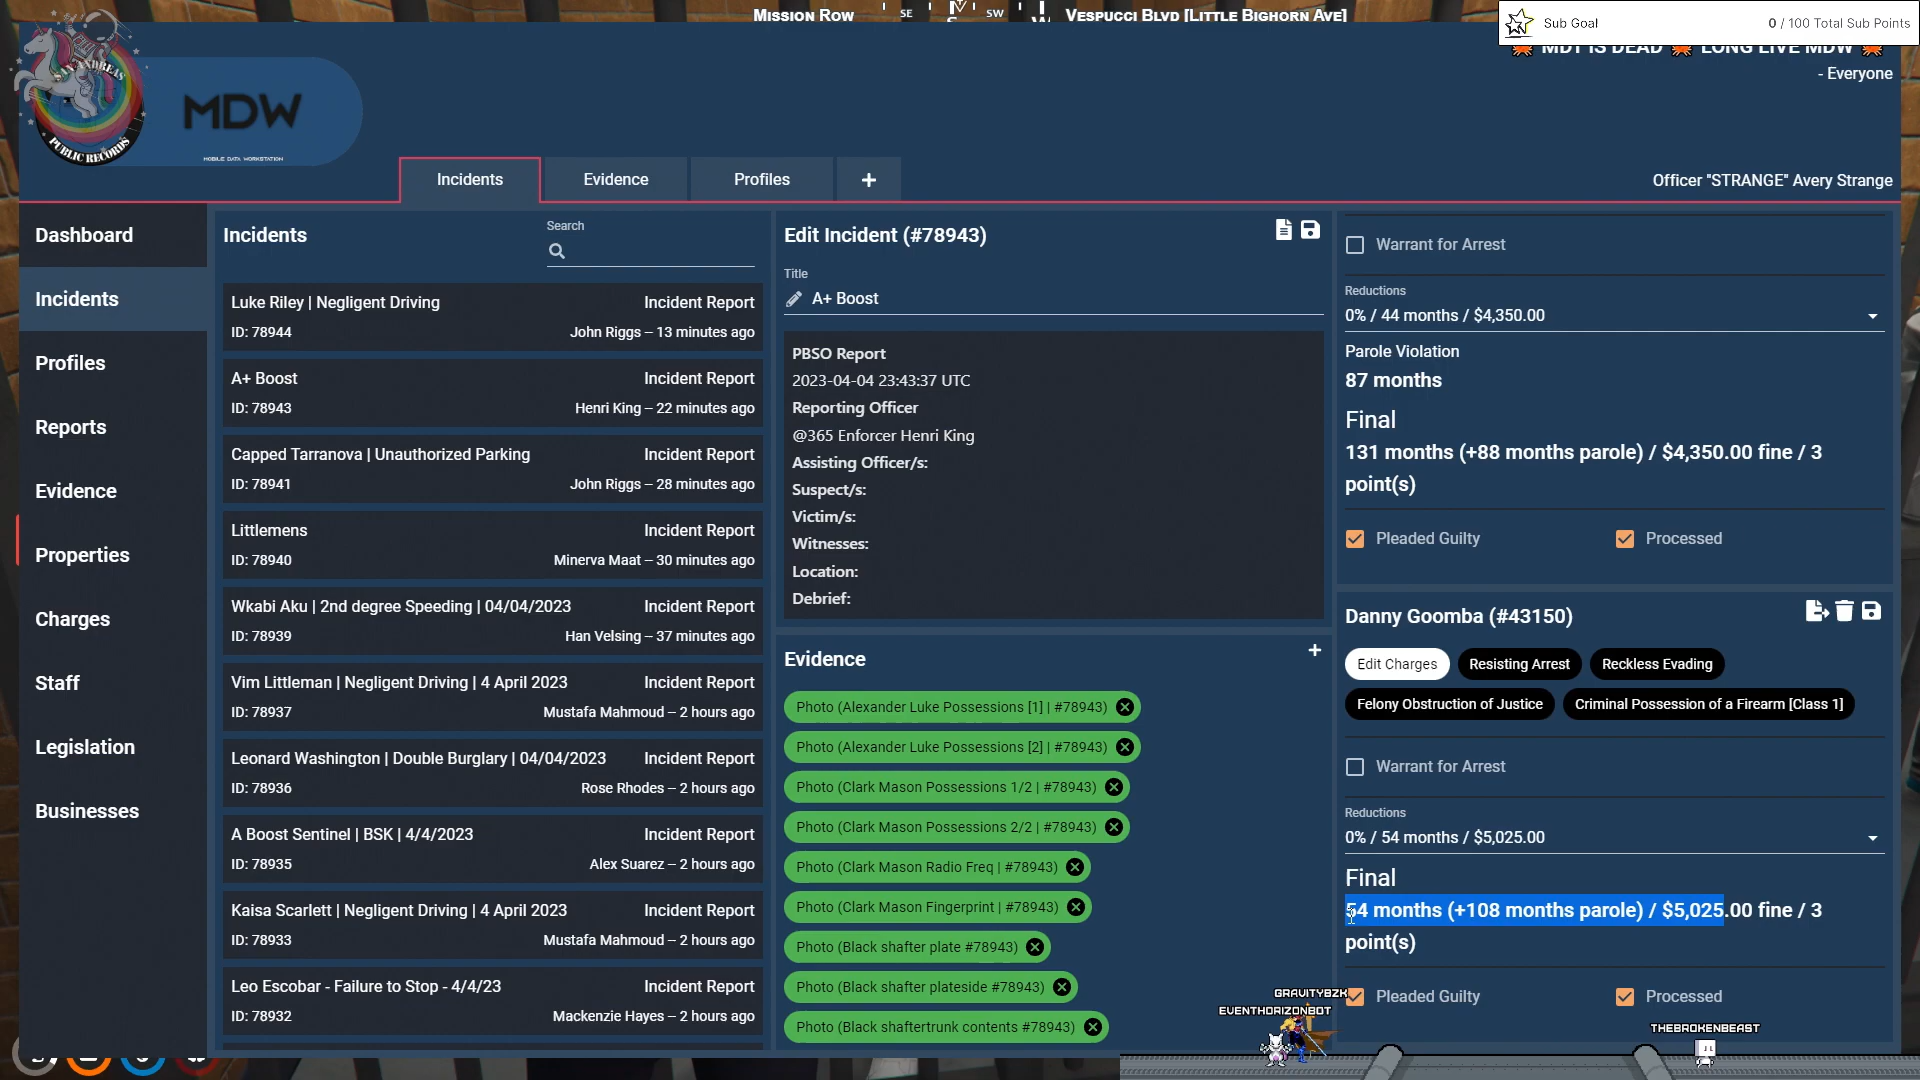 Mission Row
SE
SW
Vespucci Blvd [Little Bighorn Ave]
Sub Goal
0 / 100 Total Sub Points
MDT IS DEAD LONG LIVE MDW
- Everyone
SAN ANDREAS
PUBLIC RECORDS
MDW
MOBILE DATA WORKSTATION
Incidents
Evidence
Profiles
+
Officer "STRANGE" Avery Strange
Dashboard
Incidents
Profiles
Reports
Evidence
Properties
Charges
Staff
Legislation
Businesses
Incidents
Search
Luke Riley | Negligent Driving
Incident Report
ID: 78944
John Riggs – 13 minutes ago
A+ Boost
Incident Report
ID: 78943
Henri King – 22 minutes ago
Capped Tarranova | Unauthorized Parking
Incident Report
ID: 78941
John Riggs – 28 minutes ago
Littlemens
Incident Report
ID: 78940
Minerva Maat – 30 minutes ago
Wkabi Aku | 2nd degree Speeding | 04/04/2023
Incident Report
ID: 78939
Han Velsing – 37 minutes ago
Vim Littleman | Negligent Driving | 4 April 2023
Incident Report
ID: 78937
Mustafa Mahmoud – 2 hours ago
Leonard Washington | Double Burglary | 04/04/2023
Incident Report
ID: 78936
Rose Rhodes – 2 hours ago
A Boost Sentinel | BSK | 4/4/2023
Incident Report
ID: 78935
Alex Suarez – 2 hours ago
Kaisa Scarlett | Negligent Driving | 4 April 2023
Incident Report
ID: 78933
Mustafa Mahmoud – 2 hours ago
Leo Escobar - Failure to Stop - 4/4/23
Incident Report
ID: 78932
Mackenzie Hayes – 2 hours ago
Edit Incident (#78943)
Title
A+ Boost
PBSO Report
2023-04-04 23:43:37 UTC
Reporting Officer
@365 Enforcer Henri King
Assisting Officer/s:
Suspect/s:
Victim/s:
Witnesses:
Location:
Debrief:
Evidence
+
Photo (Alexander Luke Possessions [1] | #78943)
Photo (Alexander Luke Possessions [2] | #78943)
Photo (Clark Mason Possessions 1/2 | #78943)
Photo (Clark Mason Possessions 2/2 | #78943)
Photo (Clark Mason Radio Freq | #78943)
Photo (Clark Mason Fingerprint | #78943)
Photo (Black shafter plate #78943)
Photo (Black shafter plateside #78943)
Photo (Black shaftertrunk contents #78943)
Warrant for Arrest
Reductions
0% / 44 months / $4,350.00
Parole Violation
87 months
Final
131 months (+88 months parole) / $4,350.00 fine / 3
point(s)
Pleaded Guilty
Processed
Danny Goomba (#43150)
Edit Charges
Resisting Arrest
Reckless Evading
Felony Obstruction of Justice
Criminal Possession of a Firearm [Class 1]
Warrant for Arrest
Reductions
0% / 54 months / $5,025.00
Final
54 months (+108 months parole) / $5,025.00 fine / 3
point(s)
Pleaded Guilty
Processed
GRAVITYBZK
EVENTHORIZONBOT
THEBROKENBEAST